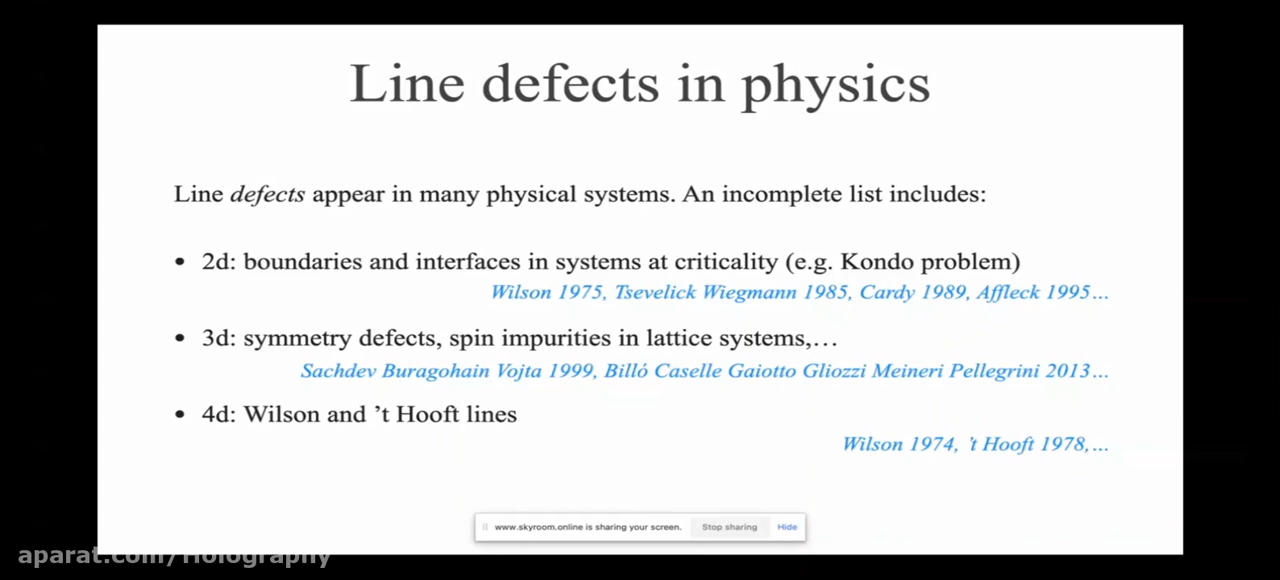 Line defects in physics
Line defects appear in many physical systems. An incomplete list includes:
• 2d: boundaries and interfaces in systems at criticality (e.g. Kondo problem)
Wilson 1975, Tsevelick Wiegmann 1985, Cardy 1989, Affleck 1995…
• 3d: symmetry defects, spin impurities in lattice systems,…
Sachdev Buragohain Vojta 1999, Billó Caselle Gaiotto Gliozzi Meineri Pellegrini 2013…
• 4d: Wilson and ’t Hooft lines
Wilson 1974, ’t Hooft 1978,…
www.skyroom.online is sharing your screen. Stop sharing Hide
aparat.com/Holography